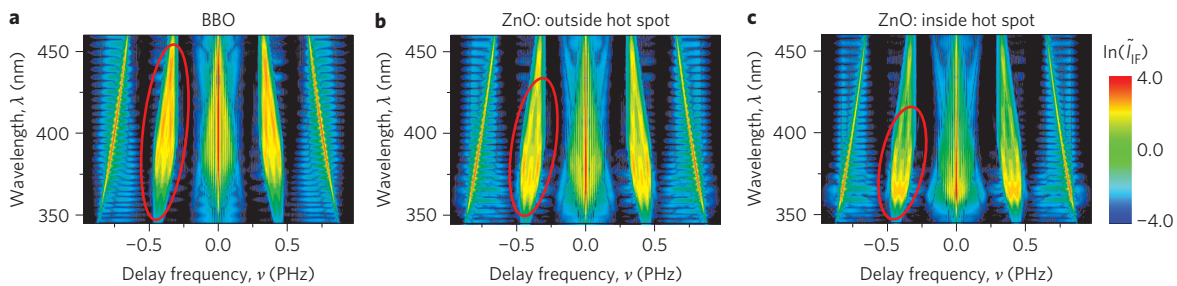 a BBO
b ZnO: outside hot spot
c ZnO: inside hot spot
Wavelength, λ (nm)
450
400
350
−0.5 0.0 0.5
Delay frequency, ν (PHz)
Wavelength, λ (nm)
450
400
350
−0.5 0.0 0.5
Delay frequency, ν (PHz)
Wavelength, λ (nm)
450
400
350
−0.5 0.0 0.5
Delay frequency, ν (PHz)
ln(Ĩ_IF)
4.0
0.0
−4.0